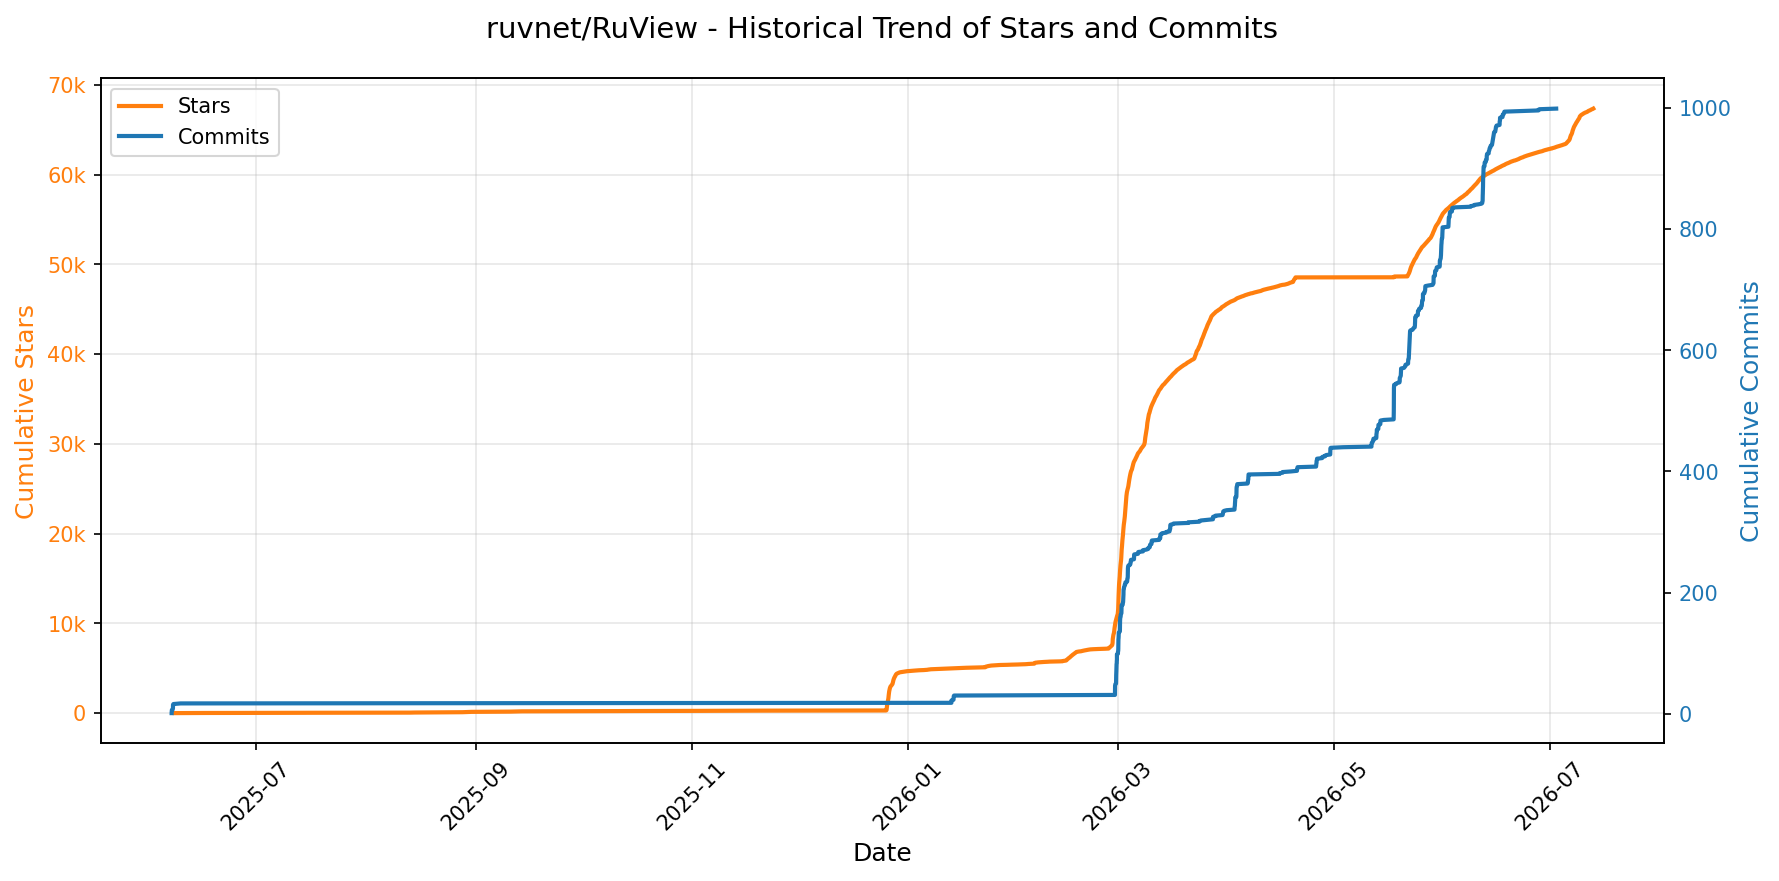 ruvnet/RuView - Historical Trend of Stars and Commits
Stars
Commits
70k
60k
50k
40k
30k
20k
10k
0
Cumulative Stars
1000
800
600
400
200
0
Cumulative Commits
2025-07
2025-09
2025-11
2026-01
2026-03
2026-05
2026-07
Date